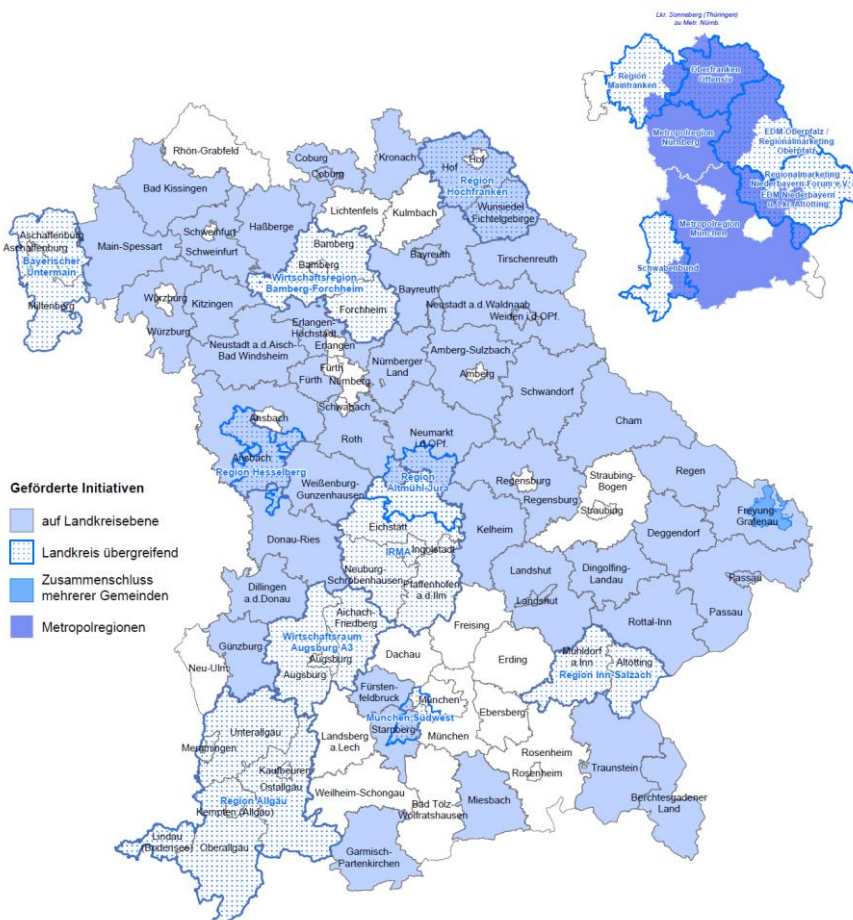 Lkr. Sonneberg (Thüringen)
zu Metr. Nürnb.
Region
Mainfranken
Oberfranken
Offensiv
Metropolregion
Nürnberg
EDM Oberpfalz /
Regionalmarketing
Oberpfalz
Regionalmarketing
Niederbayern-Forum e.V.
EDM Niederbayern
u. Lkr. Altötting
Metropolregion
München
Schwabenbund
Rhön-Grabfeld
Coburg
Coburg
Kronach
Hof
Hof
Region
Hochfranken
Wunsiedel
i.Fichtelgebirge
Bad Kissingen
Lichtenfels
Kulmbach
Haßberge
Schweinfurt
Schweinfurt
Main-Spessart
Aschaffenburg
Aschaffenburg
Bayerischer
Untermain
Miltenberg
Bamberg
Bamberg
Wirtschaftsregion
Bamberg-Forchheim
Forchheim
Bayreuth
Bayreuth
Tirschenreuth
Würzburg
Würzburg
Kitzingen
Neustadt a.d.Waldnaab
Weiden i.d.OPf.
Neustadt a.d.Aisch-
Bad Windsheim
Erlangen-
Höchstadt
Erlangen
Fürth
Fürth
Nürnberg
Nürnberger
Land
Schwabach
Amberg-Sulzbach
Amberg
Schwandorf
Cham
Ansbach
Ansbach
Region Hesselberg
Roth
Neumarkt
i.d.OPf.
Region
Altmühl-Jura
Weißenburg-
Gunzenhausen
Regensburg
Regensburg
Straubing-
Bogen
Straubing
Regen
Freyung-
Grafenau
Deggendorf
Geförderte Initiativen
auf Landkreisebene
Landkreis übergreifend
Zusammenschluss
mehrerer Gemeinden
Metropolregionen
Donau-Ries
Eichstätt
IRMA
Ingolstadt
Neuburg-
Schrobenhausen
Pfaffenhofen
a.d.Ilm
Kelheim
Landshut
Landshut
Dingolfing-
Landau
Passau
Passau
Rottal-Inn
Dillingen
a.d.Donau
Aichach-
Friedberg
Wirtschaftsraum
Augsburg A3
Augsburg
Augsburg
Günzburg
Neu-Ulm
Dachau
Freising
Erding
Mühldorf
a.Inn
Altötting
Region Inn-Salzach
Fürsten-
feldbruck
München
München Südwest
Starnberg
München
Ebersberg
Landsberg
a.Lech
Unterallgäu
Memmingen
Kaufbeuren
Ostallgäu
Region Allgäu
Kempten (Allgäu)
Lindau
(Bodensee)
Oberallgäu
Weilheim-Schongau
Garmisch-
Partenkirchen
Bad Tölz-
Wolfratshausen
Miesbach
Rosenheim
Rosenheim
Traunstein
Berchtesgadener
Land